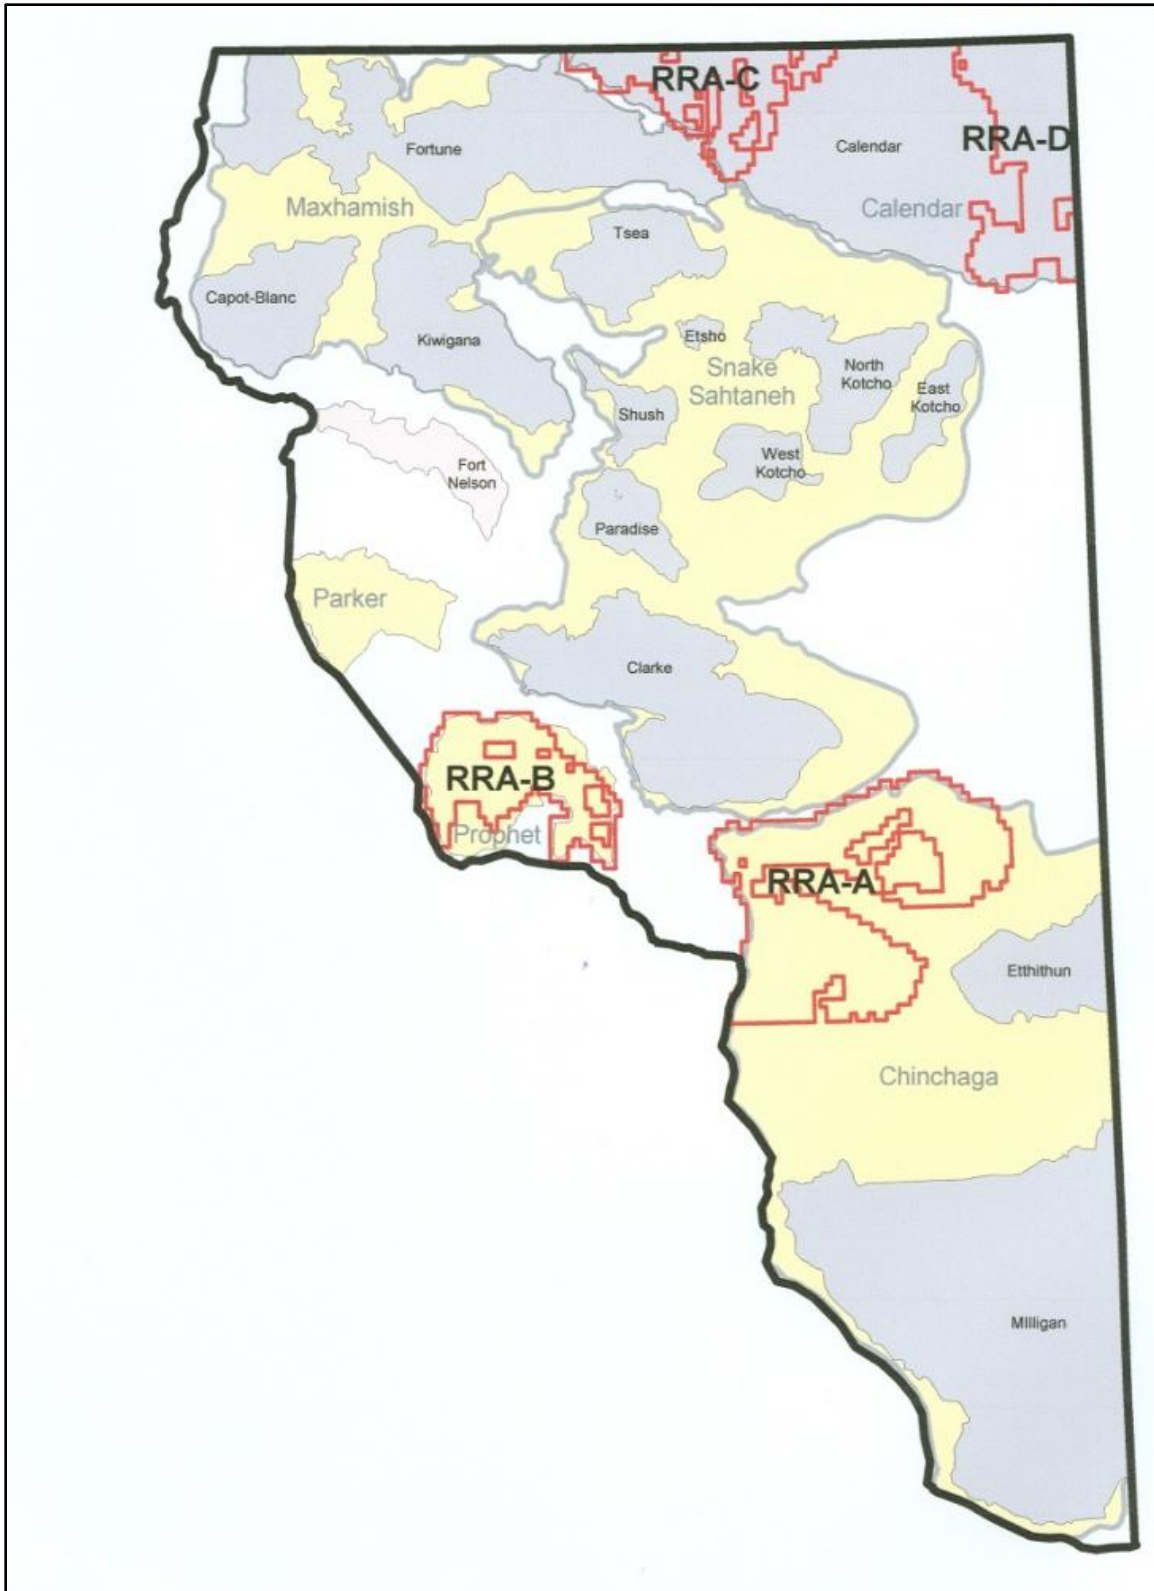 RRA-C
RRA-D
Calendar
Fortune
Maxhamish
Calendar
Tsea
Capot-Blanc
Etsho
Kiwigana
Snake
Sahtaneh
North
Kotcho
East
Kotcho
Shush
West
Kotcho
Fort
Nelson
Paradise
Parker
Clarke
RRA-B
Prophet
RRA-A
Etthithun
Chinchaga
MIlligan